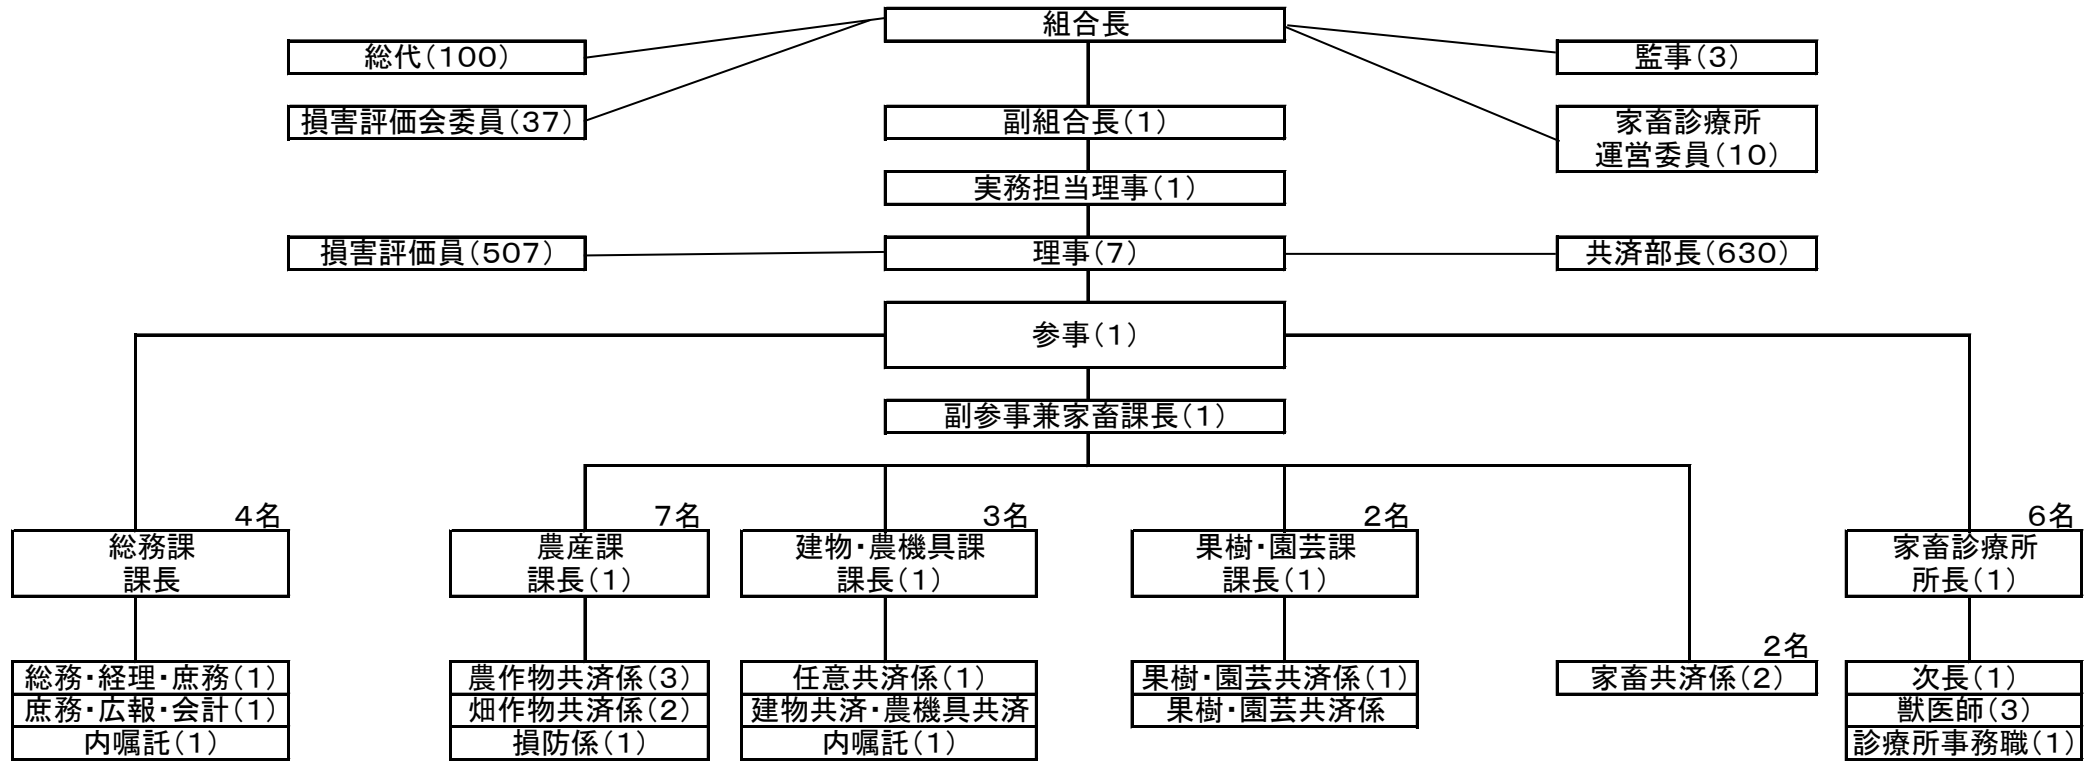 組合長
総代(100)
監事(3)
損害評価会委員(37)
副組合長(1)
家畜診療所
運営委員(10)
実務担当理事(1)
損害評価員(507)
理事(7)
共済部長(630)
参事(1)
副参事兼家畜課長(1)
4名
総務課
課長
総務・経理・庶務(1)
庶務・広報・会計(1)
内嘱託(1)
7名
農産課
課長(1)
農作物共済係(3)
畑作物共済係(2)
損防係(1)
3名
建物・農機具課
課長(1)
任意共済係(1)
建物共済・農機具共済
内嘱託(1)
2名
果樹・園芸課
課長(1)
果樹・園芸共済係(1)
果樹・園芸共済係
2名
家畜共済係(2)
6名
家畜診療所
所長(1)
次長(1)
獣医師(3)
診療所事務職(1)